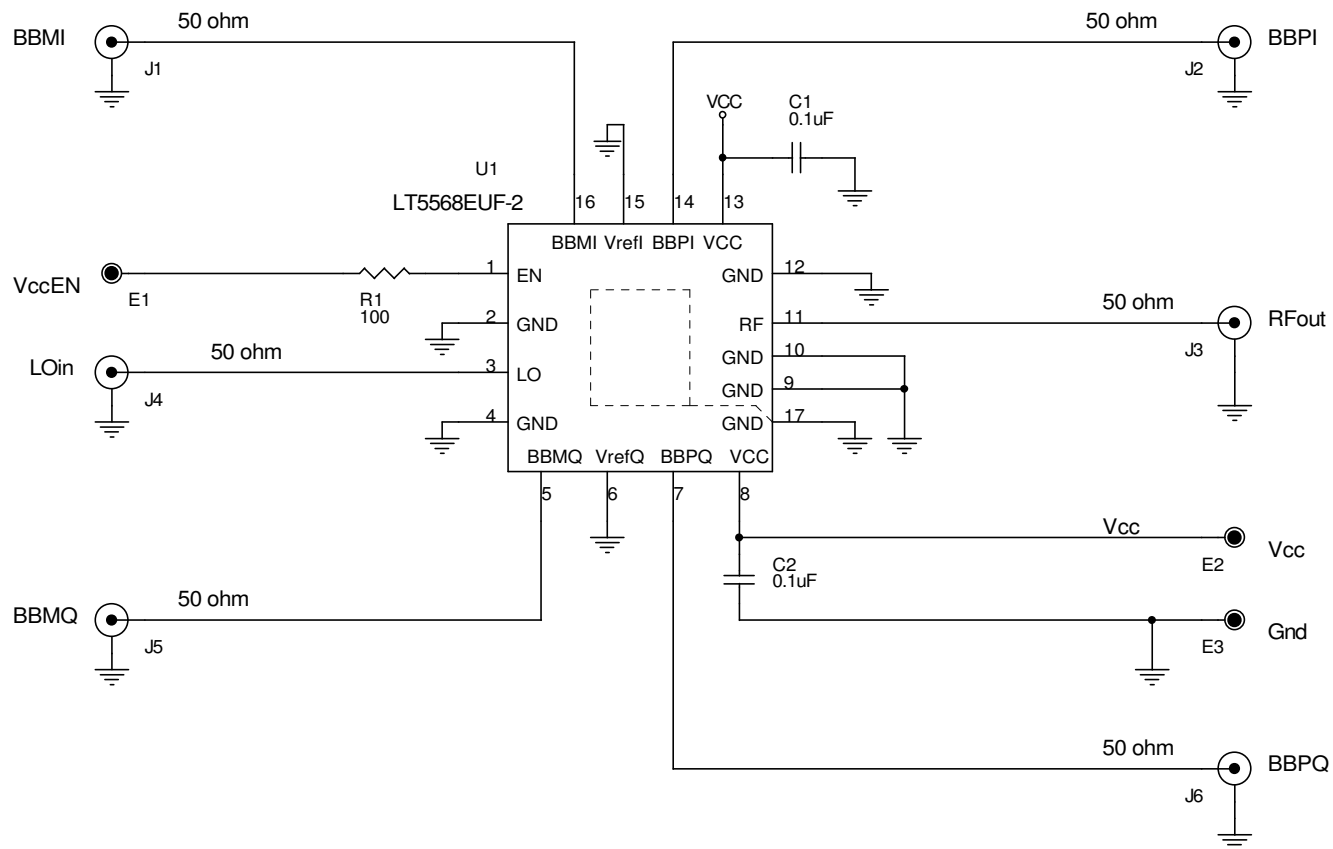 BBMI
50 ohm
J1
50 ohm
BBPI
J2
VCC
C1
0.1uF
U1
LT5568EUF-2
16
15
14
13
BBMI
VrefI
BBPI
VCC
VccEN
E1
R1
100
1
EN
GND
12
2
GND
RF
11
50 ohm
RFout
J3
LOin
J4
50 ohm
3
LO
GND
10
GND
9
4
GND
GND
17
BBMQ
VrefQ
BBPQ
VCC
5
6
7
8
Vcc
E2
Vcc
C2
0.1uF
BBMQ
50 ohm
J5
E3
Gnd
50 ohm
BBPQ
J6